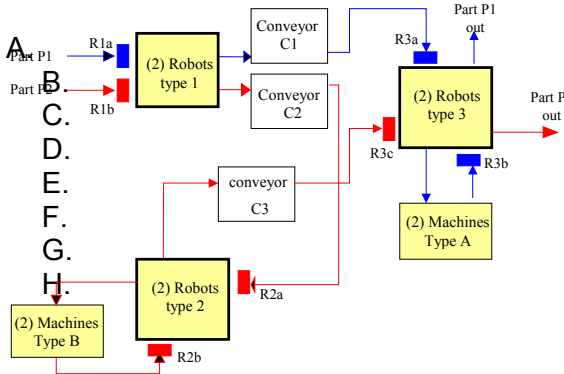 A.
Part P1
R1a
Part P2
R1b
B.
C.
D.
E.
F.
G.
H.
(2) Robots
type 1
Conveyor
C1
Conveyor
C2
R3a
Part P1
out
(2) Robots
type 3
Part P
out
R3c
R3b
conveyor
C3
(2) Machines
Type A
(2) Robots
type 2
R2a
(2) Machines
Type B
R2b